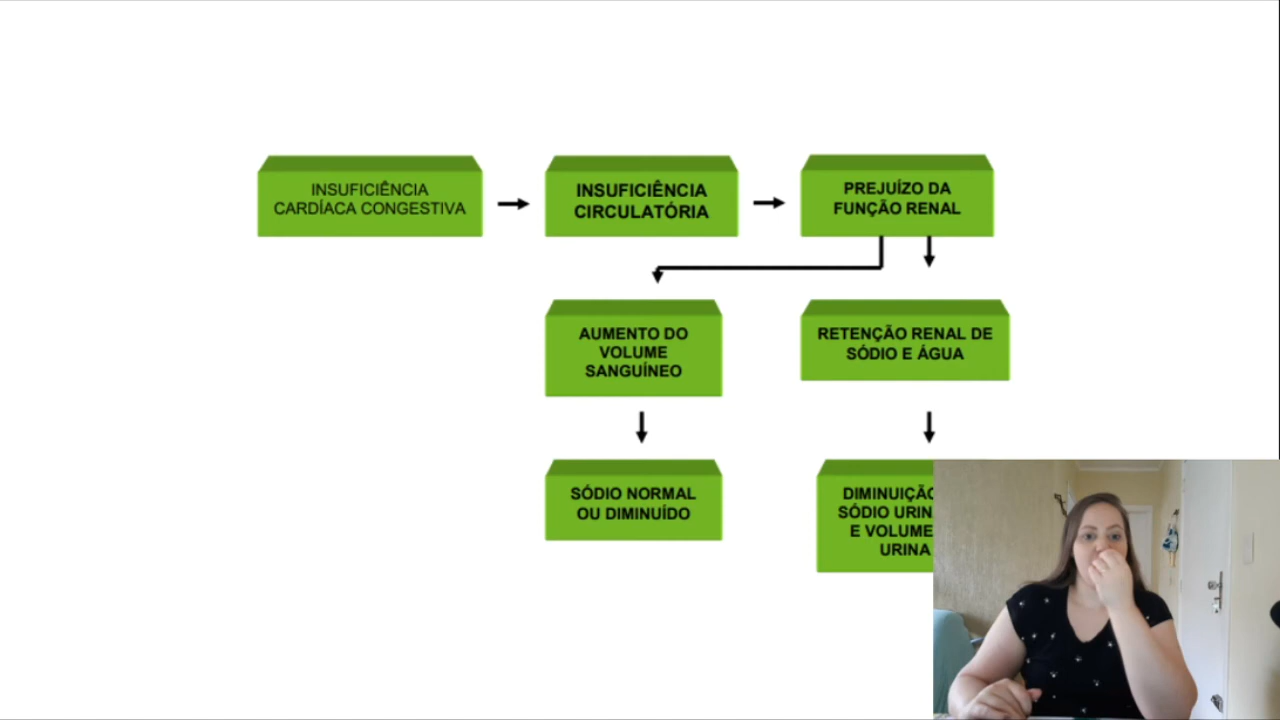 INSUFICIÊNCIA
CARDÍACA CONGESTIVA
INSUFICIÊNCIA
CIRCULATÓRIA
PREJUÍZO DA
FUNÇÃO RENAL
AUMENTO DO
VOLUME
SANGUÍNEO
RETENÇÃO RENAL DE
SÓDIO E ÁGUA
SÓDIO NORMAL
OU DIMINUÍDO
SÓDIO
E VOLUME
URINA